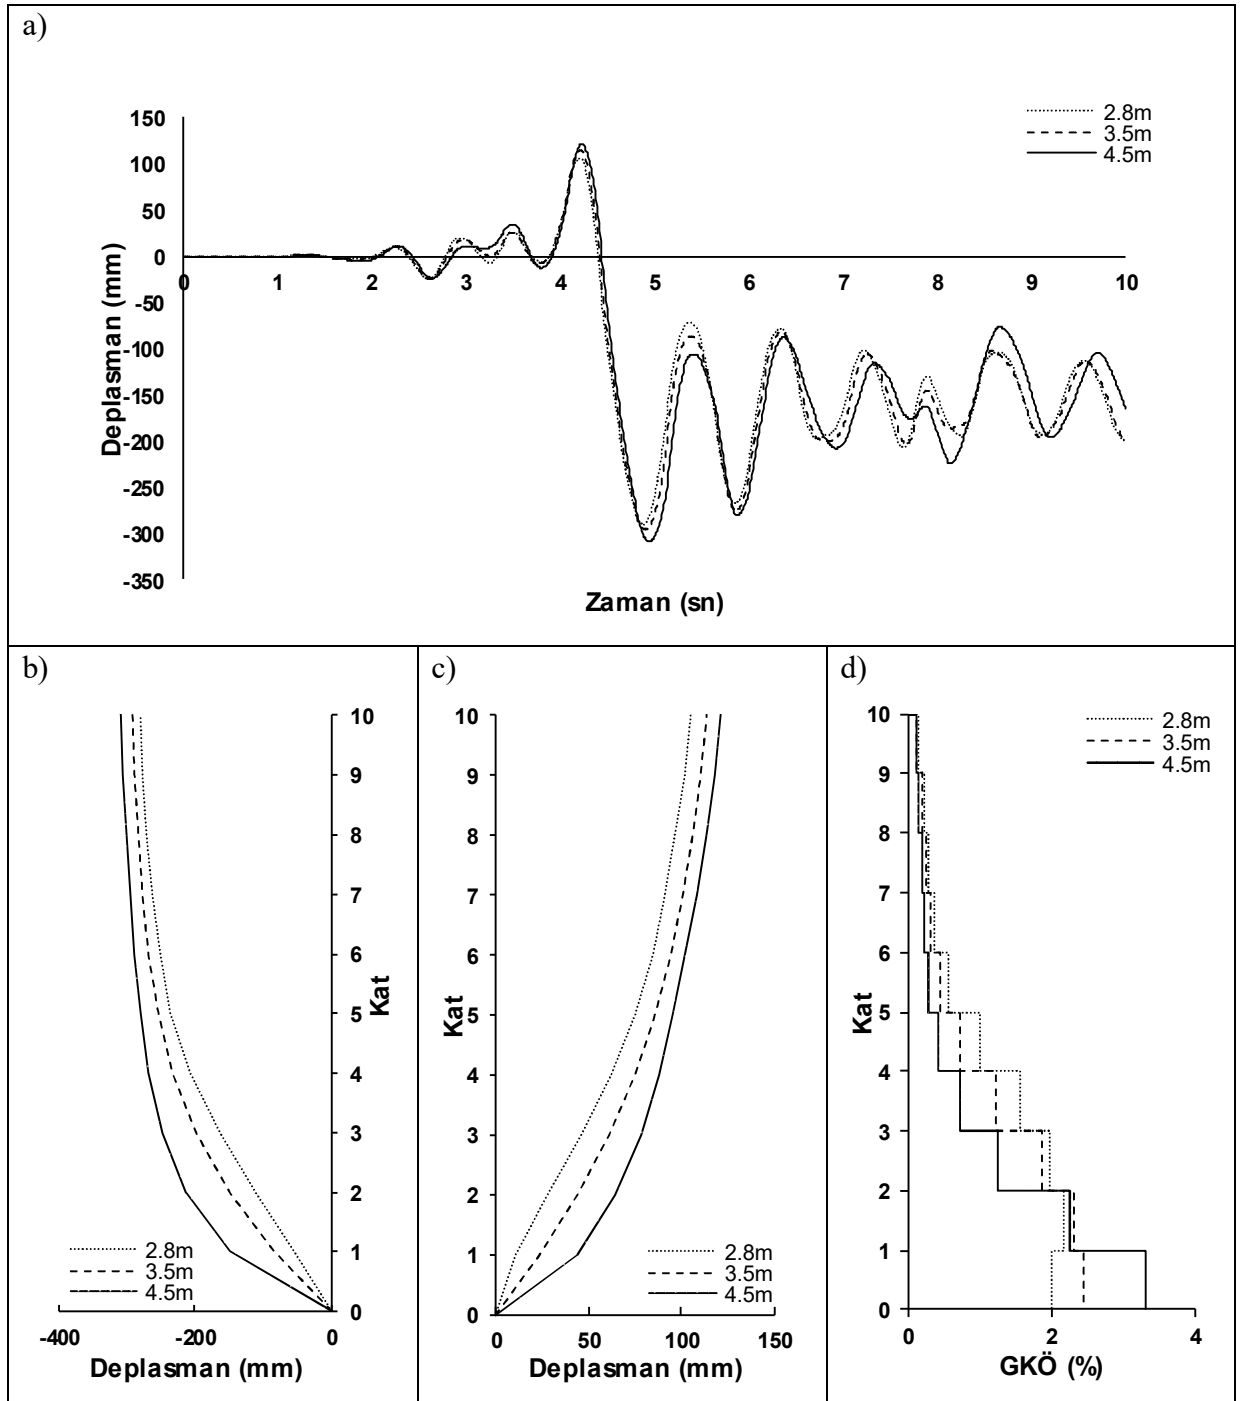 a)
2.8m
3.5m
4.5m
150
100
50
0
-50
-100
-150
-200
-250
-300
-350
0 1 2 3 4 5 6 7 8 9 10
Deplasman (mm)
Zaman (sn)
b)
10
9
8
7
6
5
4
3
2
1
0
Kat
2.8m
3.5m
4.5m
-400 -200 0
Deplasman (mm)
c)
10
9
8
7
6
5
4
3
2
1
0
Kat
2.8m
3.5m
4.5m
0 50 100 150
Deplasman (mm)
d)
2.8m
3.5m
4.5m
10
9
8
7
6
5
4
3
2
1
0
Kat
0 2 4
GKÖ (%)